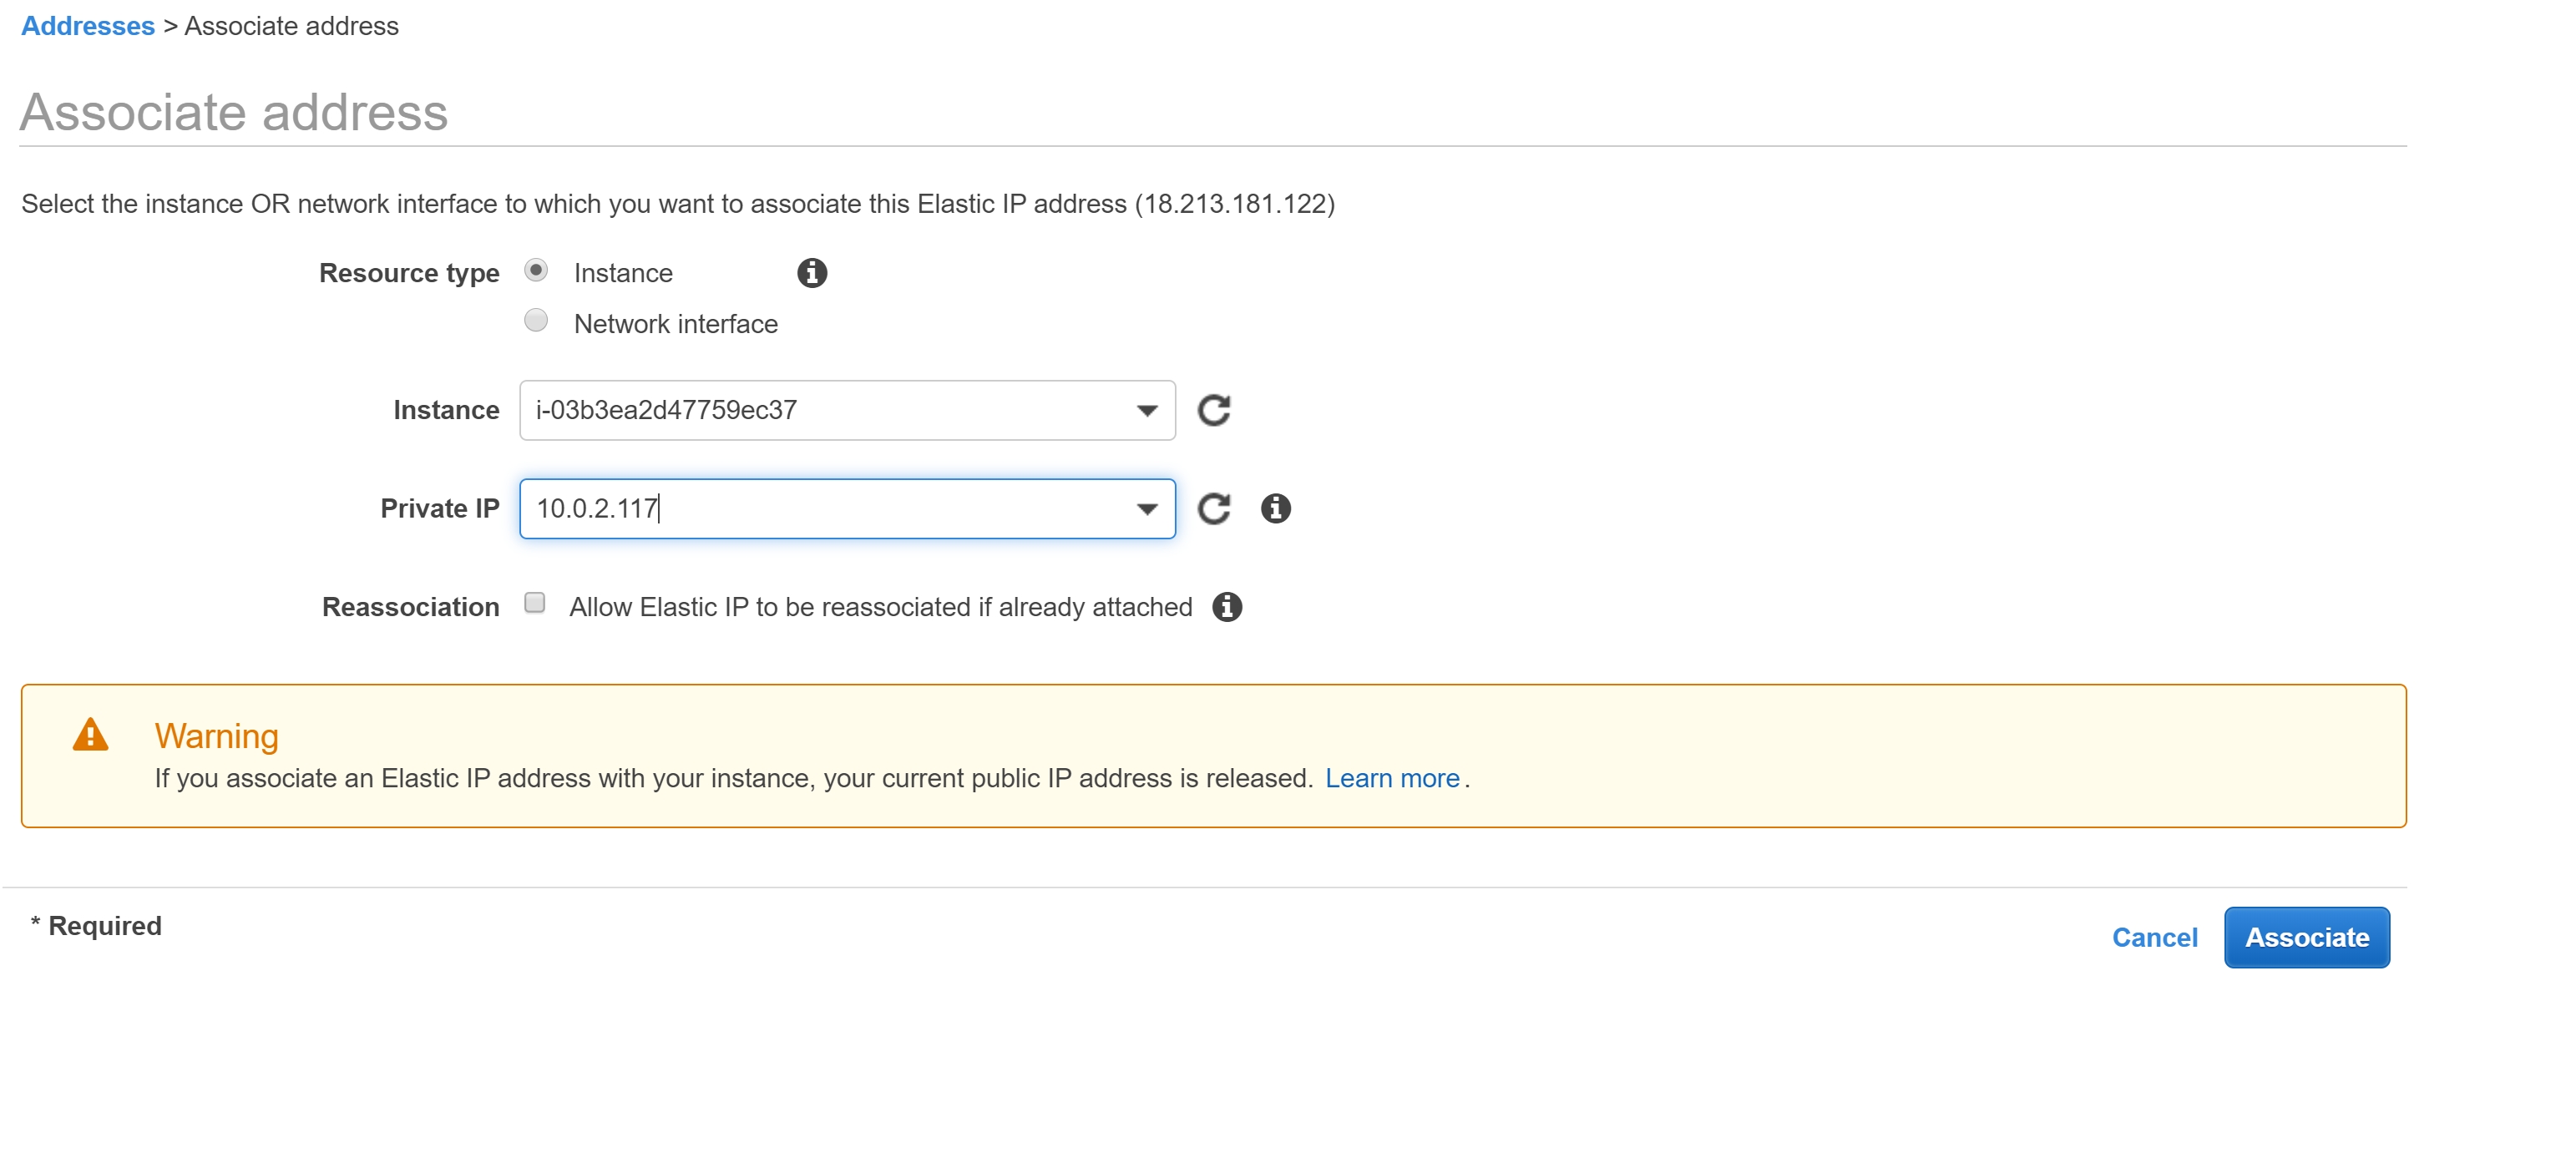 Addresses > Associate address
Associate address
Select the instance OR network interface to which you want to associate this Elastic IP address (18.213.181.122)
Resource type Instance
Network interface
Instance i-03b3ea2d47759ec37
Private IP 10.0.2.117
Reassociation Allow Elastic IP to be reassociated if already attached
Warning
If you associate an Elastic IP address with your instance, your current public IP address is released. Learn more.
* Required
Cancel Associate